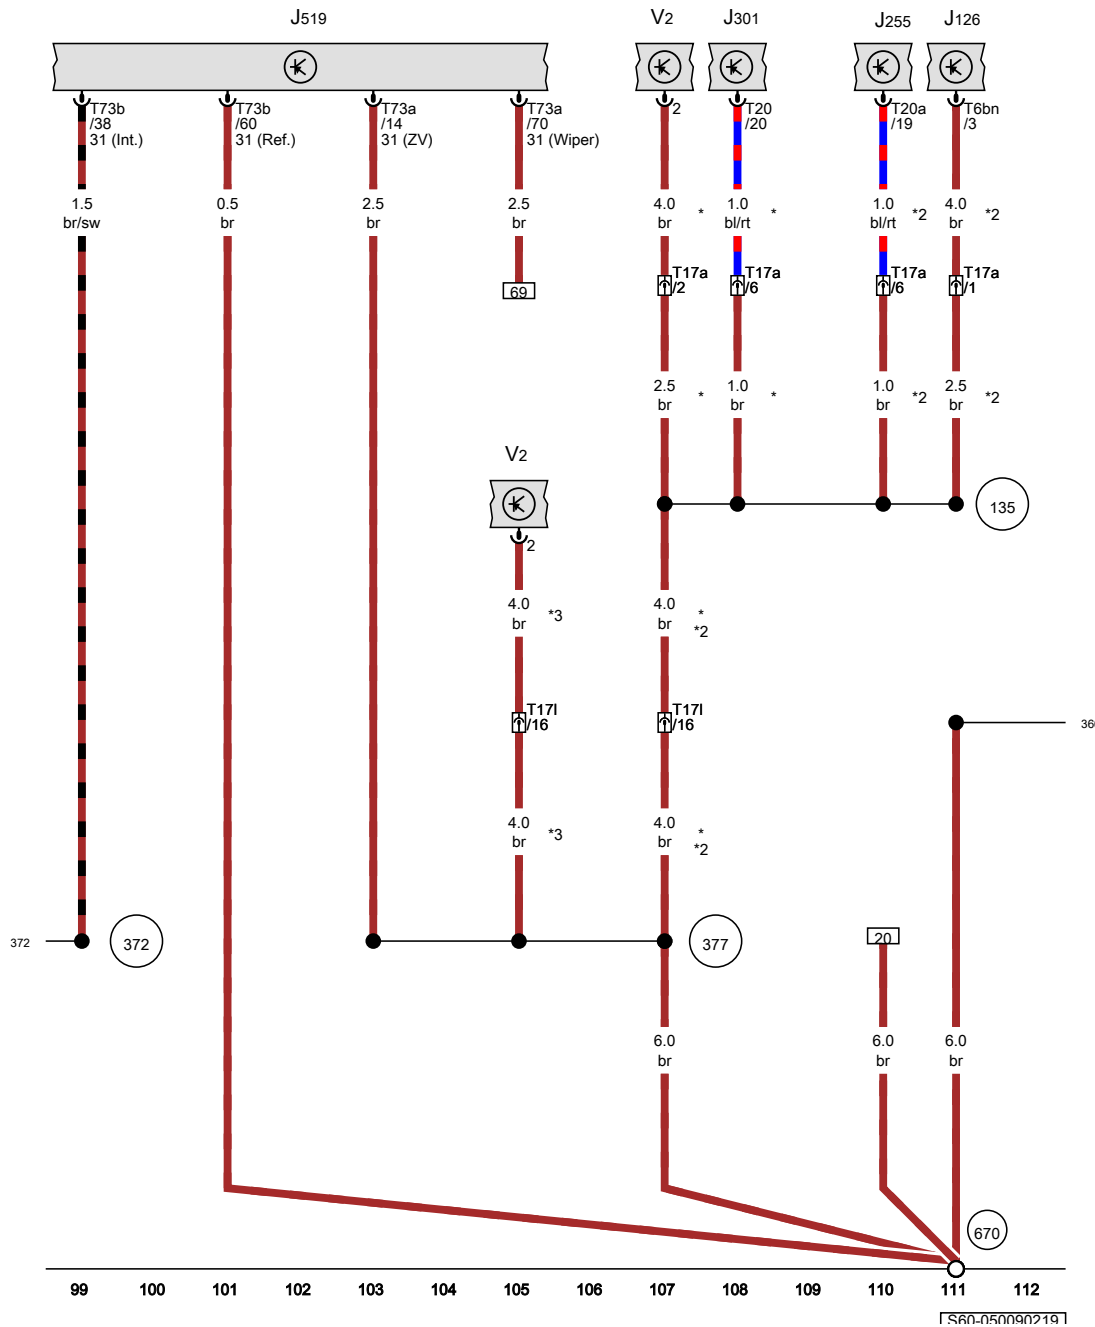 J519 V2 J301 J255 J126
T73b T73b T73a T73a 2 T20 T20a T6bn
/38 /60 /14 /70 /20 /19 /3
31 (Int.) 31 (Ref.) 31 (ZV) 31 (Wiper)
1.5 0.5 2.5 2.5 4.0 * 1.0 * 1.0 *2 4.0 *2
br/sw br br br br bl/rt bl/rt br
T17a T17a T17a T17a
/2 /6 /6 /1
69
2.5 * 1.0 * 1.0 *2 2.5 *2
br br br br
V2
135
2
4.0 *3 4.0 *
br br *2
T17l T17l
/16 /16
4.0 *3 4.0 *
br br *2
372 372 377 20
6.0 6.0 6.0
br br br
670
99 100 101 102 103 104 105 106 107 108 109 110 111 112
S60-050090219